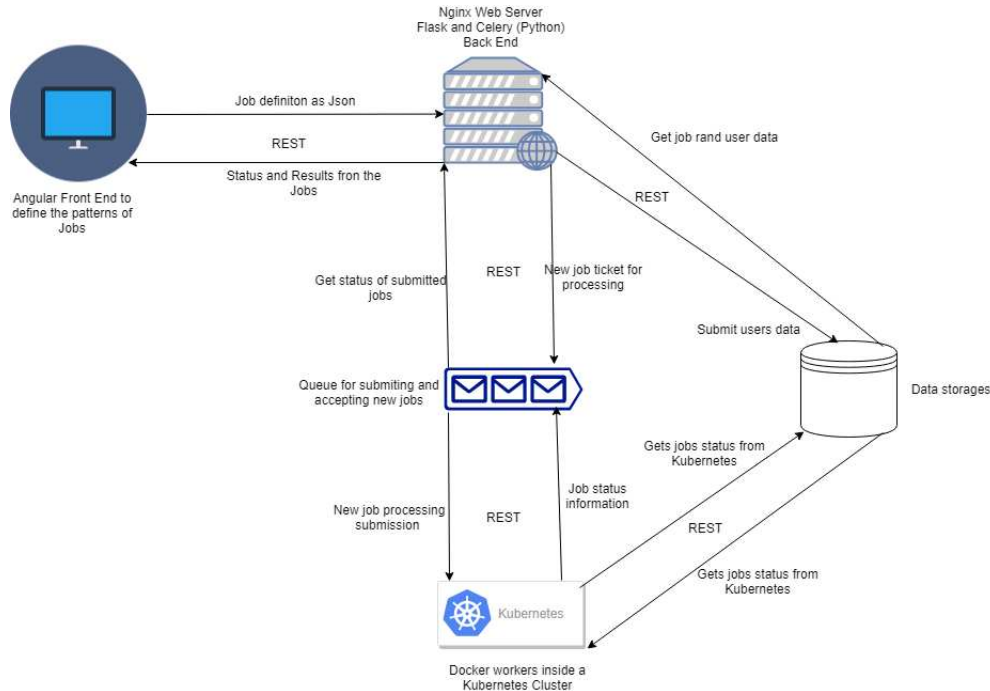 Nginx Web Server
Flask and Celery (Python)
Back End
Job definiton as Json
REST
Status and Results fron the
Jobs
Angular Front End to
define the patterns of
Jobs
Get job rand user data
REST
Get status of submitted
jobs
REST
New job ticket for
processing
Submit users data
Queue for submiting and
accepting new jobs
Data storages
Gets jobs status from
Kubernetes
Job status
information
New job processing
submission
REST
REST
Gets jobs status from
Kubernetes
Kubernetes
Docker workers inside a
Kubernetes Cluster